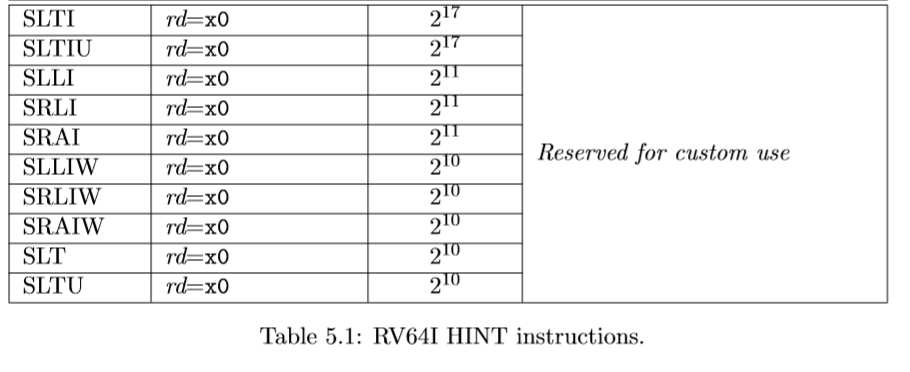 SLTI rd=x0 2^17
SLTIU rd=x0 2^17
SLLI rd=x0 2^11
SRLI rd=x0 2^11
SRAI rd=x0 2^11
Reserved for custom use
SLLIW rd=x0 2^10
SRLIW rd=x0 2^10
SRAIW rd=x0 2^10
SLT rd=x0 2^10
SLTU rd=x0 2^10
Table 5.1: RV64I HINT instructions.